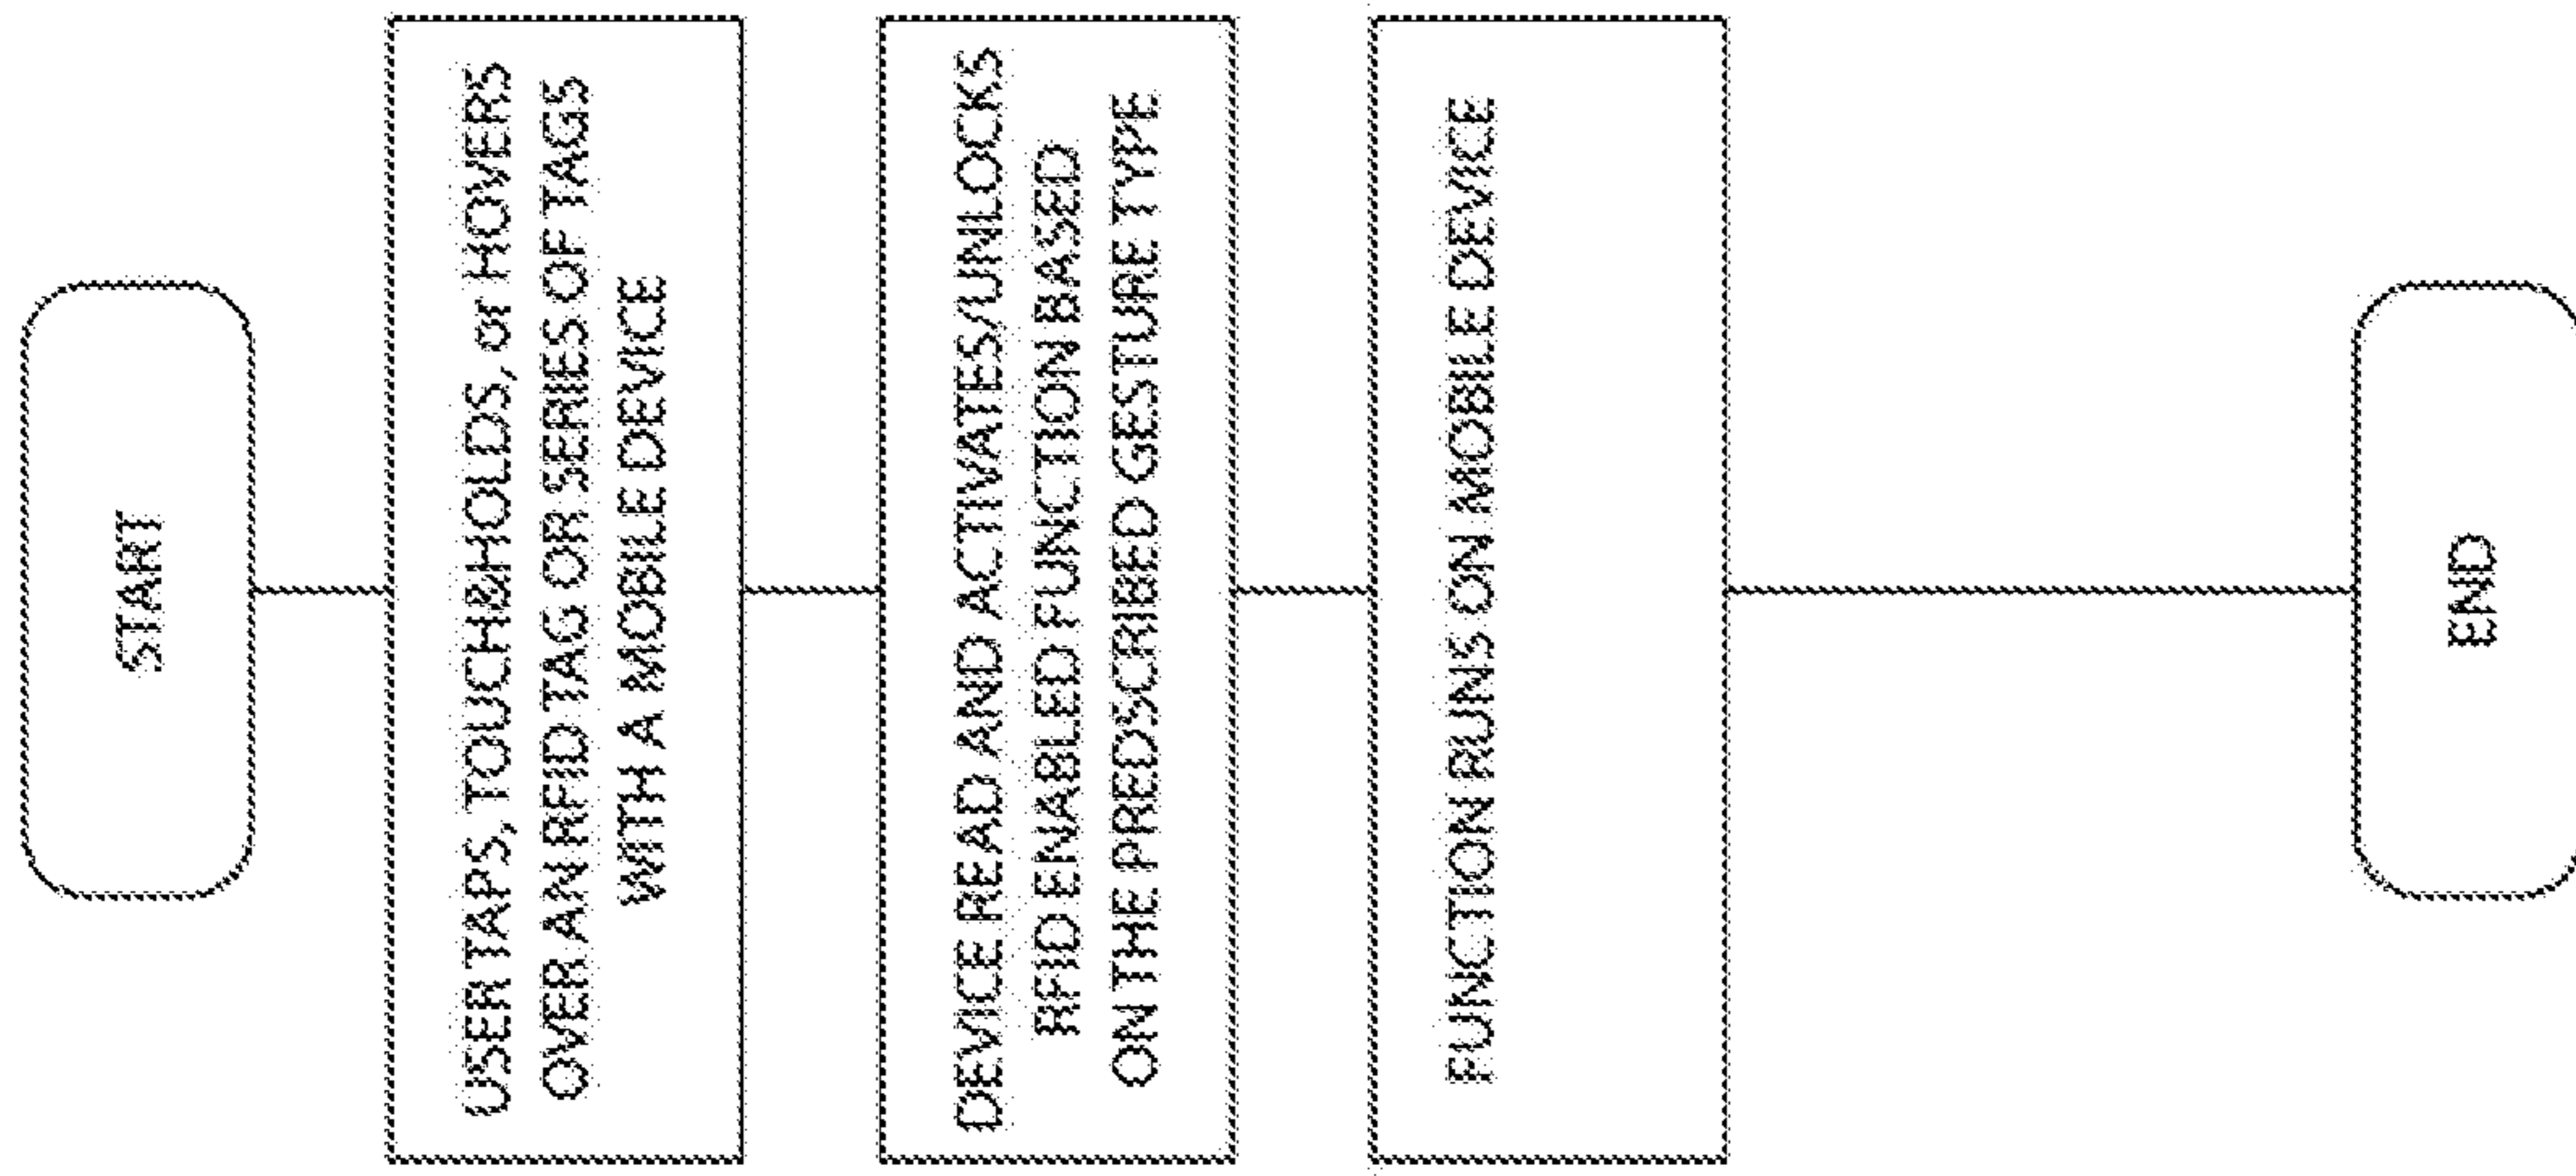 START
USER TAPS, TOUCH&HOLDS, or HOVERS
OVER AN RFID TAG OR SERIES OF TAGS
WITH A MOBILE DEVICE
DEVICE READ AND ACTIVATES/UNLOCKS
RFID ENABLED FUNCTION BASED
ON THE PREDSCRIBED GESTURE TYPE
FUNCTION RUNS ON MOBILE DEVICE
END